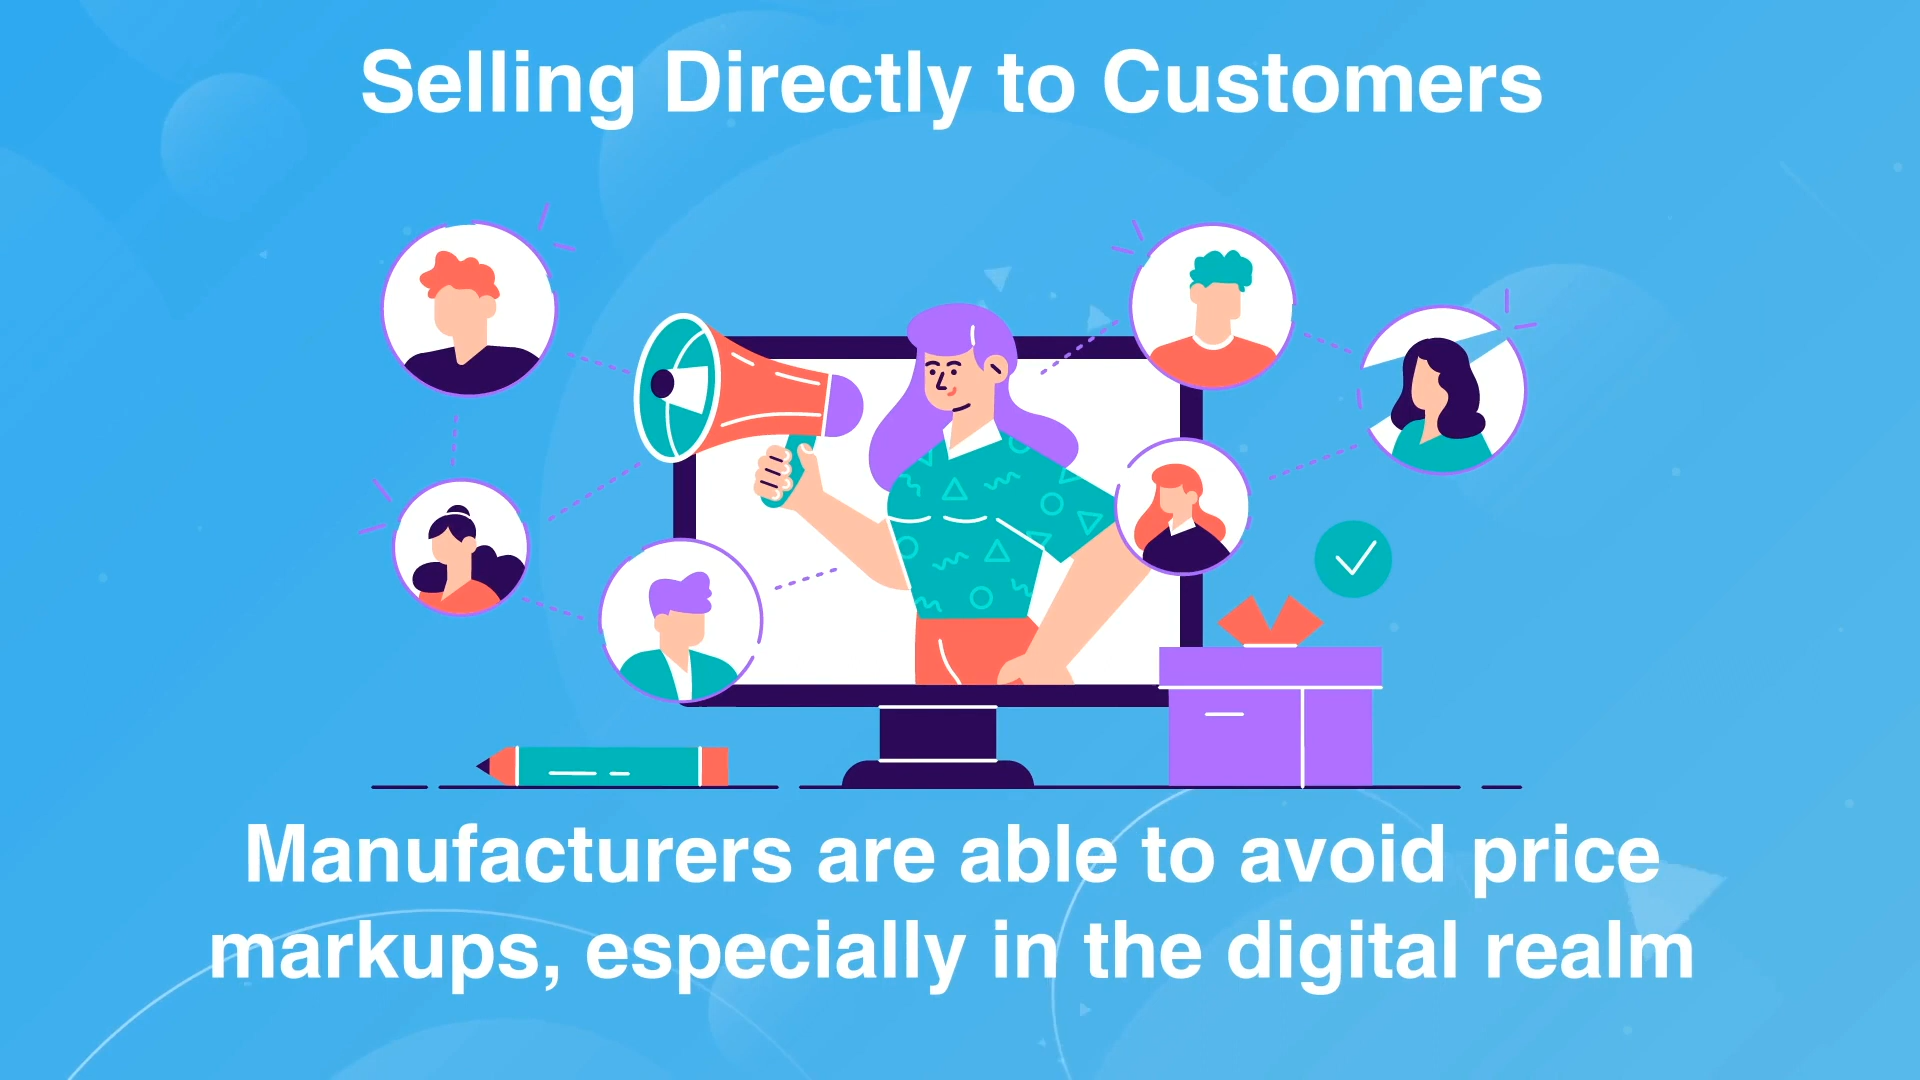 Selling Directly to Customers
Manufacturers are able to avoid price
markups, especially in the digital realm